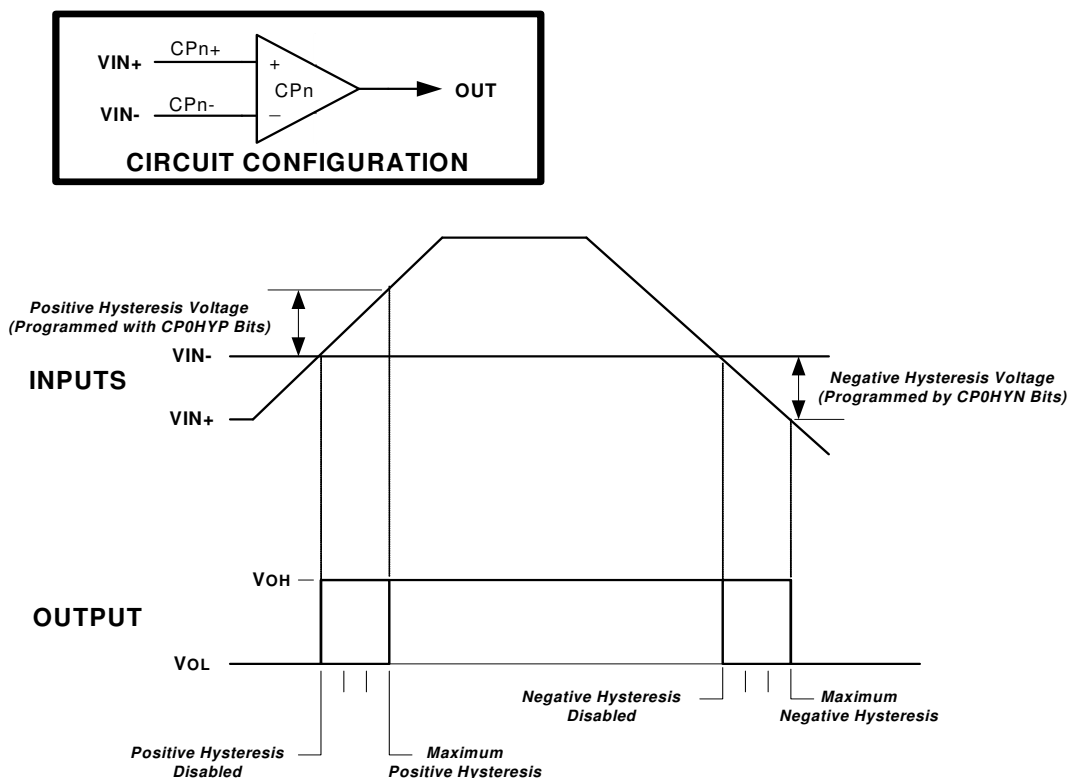 VIN+
CPn+
+
CPn
OUT
VIN-
CPn-
_
CIRCUIT CONFIGURATION
Positive Hysteresis Voltage
(Programmed with CP0HYP Bits)
VIN-
INPUTS
Negative Hysteresis Voltage
(Programmed by CP0HYN Bits)
VIN+
VOH
OUTPUT
VOL
Negative Hysteresis
Disabled
Maximum
Negative Hysteresis
Positive Hysteresis
Disabled
Maximum
Positive Hysteresis